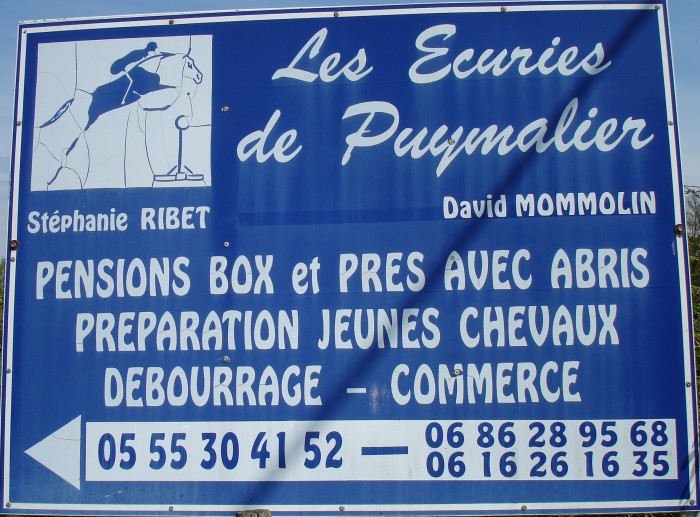 Les Ecuries
de Puymalier
Stéphanie RIBET
David MOMMOLIN
PENSIONS BOX et PRES AVEC ABRIS
PREPARATION JEUNES CHEVAUX
DEBOURRAGE – COMMERCE
05 55 30 41 52 — 06 86 28 95 68
06 16 26 16 35